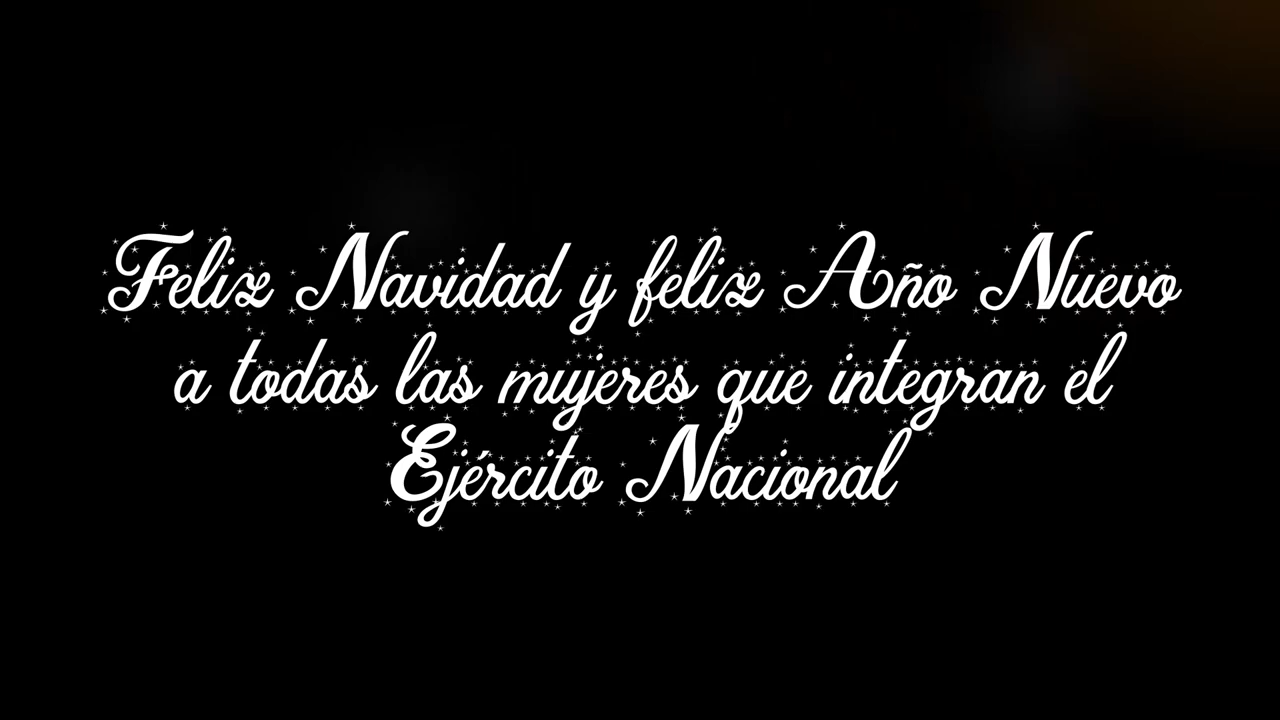 Feliz Navidad y feliz Año Nuevo
a todas las mujeres que integran el
Ejército Nacional